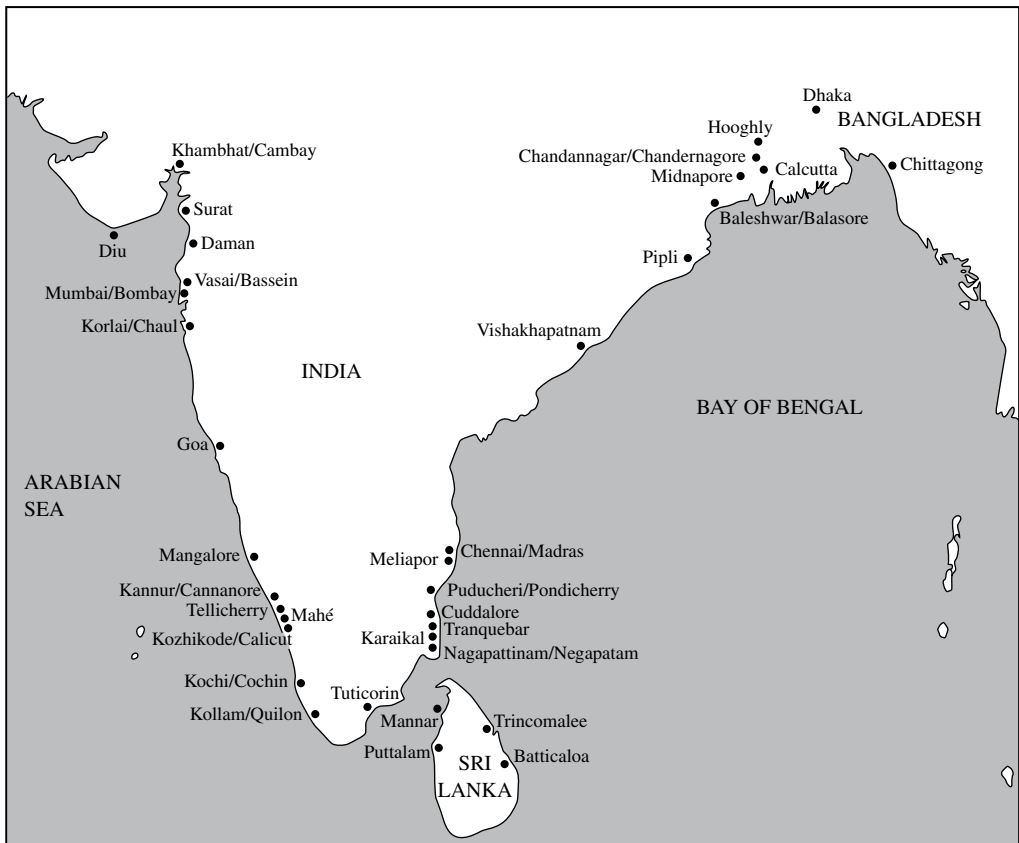 Dhaka
BANGLADESH
Hooghly
Chandannagar/Chandernagore
Khambhat/Cambay
Chittagong
Calcutta
Midnapore
Surat
Baleshwar/Balasore
Daman
Diu
Pipli
Vasai/Bassein
Mumbai/Bombay
Korlai/Chaul
Vishakhapatnam
INDIA
BAY OF BENGAL
Goa
ARABIAN
SEA
Chennai/Madras
Mangalore
Meliapor
Kannur/Cannanore
Puducheri/Pondicherry
Tellicherry
Mahé
Cuddalore
Tranquebar
Kozhikode/Calicut
Karaikal
Nagapattinam/Negapatam
Kochi/Cochin
Tuticorin
Kollam/Quilon
Mannar
Trincomalee
Puttalam
Batticaloa
SRI
LANKA